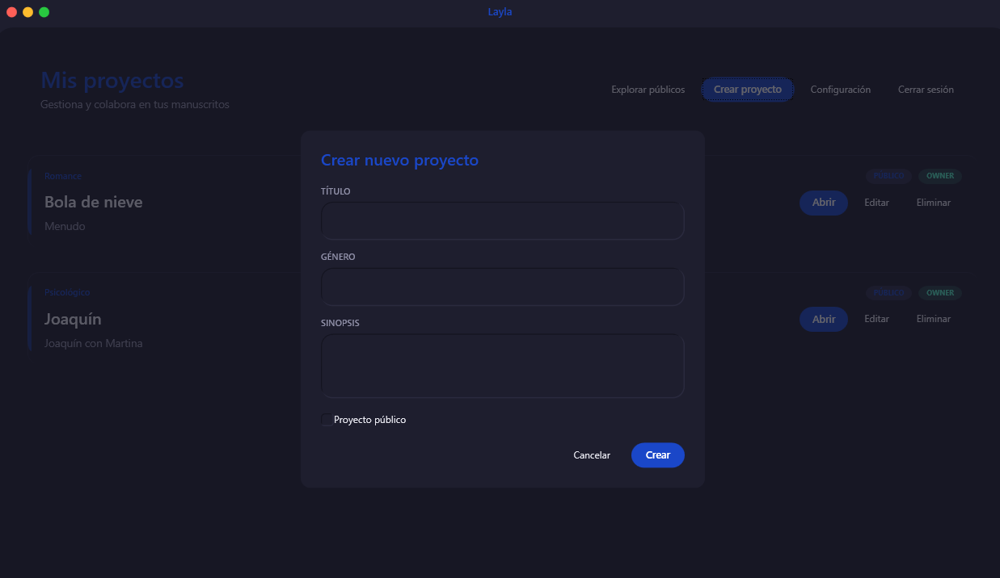 Layla
Mis proyectos
Gestiona y colabora en tus manuscritos
Explorar públicos
Crear proyecto
Configuración
Cerrar sesión
Crear nuevo proyecto
TÍTULO
GÉNERO
SINOPSIS
Proyecto público
Cancelar
Crear
Romance
Bola de nieve
Menudo
PÚBLICO
OWNER
Abrir
Editar
Eliminar
Psicológico
Joaquín
Joaquín con Martina
PÚBLICO
OWNER
Abrir
Editar
Eliminar